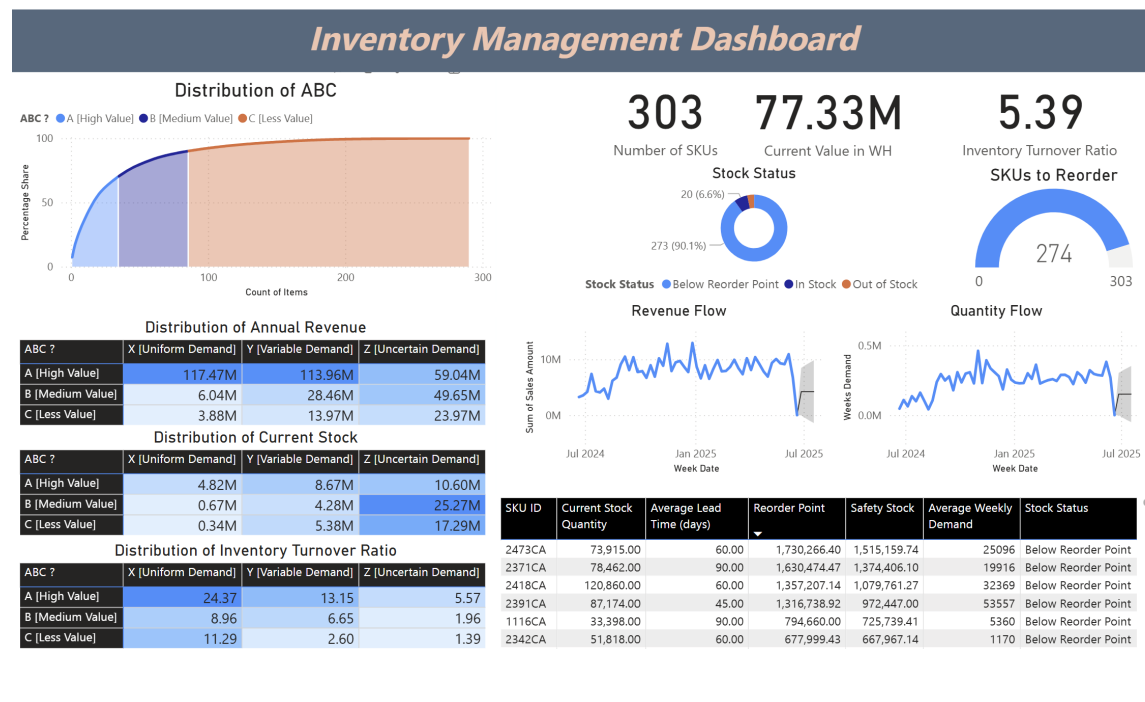 Inventory Management Dashboard
Distribution of ABC
ABC ? A [High Value] B [Medium Value] C [Less Value]
Percentage Share
100
50
0
0 100 200 300
Count of Items
303
Number of SKUs
77.33M
Current Value in WH
5.39
Inventory Turnover Ratio
Stock Status
20 (6.6%)
273 (90.1%)
Stock Status Below Reorder Point In Stock Out of Stock
SKUs to Reorder
274
0 303
Distribution of Annual Revenue
ABC ? X [Uniform Demand] Y [Variable Demand] Z [Uncertain Demand]
A [High Value] 117.47M 113.96M 59.04M
B [Medium Value] 6.04M 28.46M 49.65M
C [Less Value] 3.88M 13.97M 23.97M
Distribution of Current Stock
ABC ? X [Uniform Demand] Y [Variable Demand] Z [Uncertain Demand]
A [High Value] 4.82M 8.67M 10.60M
B [Medium Value] 0.67M 4.28M 25.27M
C [Less Value] 0.34M 5.38M 17.29M
Distribution of Inventory Turnover Ratio
ABC ? X [Uniform Demand] Y [Variable Demand] Z [Uncertain Demand]
A [High Value] 24.37 13.15 5.57
B [Medium Value] 8.96 6.65 1.96
C [Less Value] 11.29 2.60 1.39
Revenue Flow
Sum of Sales Amount
10M
0M
Jul 2024 Jan 2025 Jul 2025
Week Date
Quantity Flow
Weeks Demand
0.5M
0.0M
Jul 2024 Jan 2025 Jul 2025
Week Date
SKU ID Current Stock Quantity Average Lead Time (days) Reorder Point Safety Stock Average Weekly Demand Stock Status
2473CA 73,915.00 60.00 1,730,266.40 1,515,159.74 25096 Below Reorder Point
2371CA 78,462.00 90.00 1,630,474.47 1,374,406.10 19916 Below Reorder Point
2418CA 120,860.00 60.00 1,357,207.14 1,079,761.27 32369 Below Reorder Point
2391CA 87,174.00 45.00 1,316,738.92 972,447.00 53557 Below Reorder Point
1116CA 33,398.00 90.00 794,660.00 725,739.41 5360 Below Reorder Point
2342CA 51,818.00 60.00 677,999.43 667,967.14 1170 Below Reorder Point